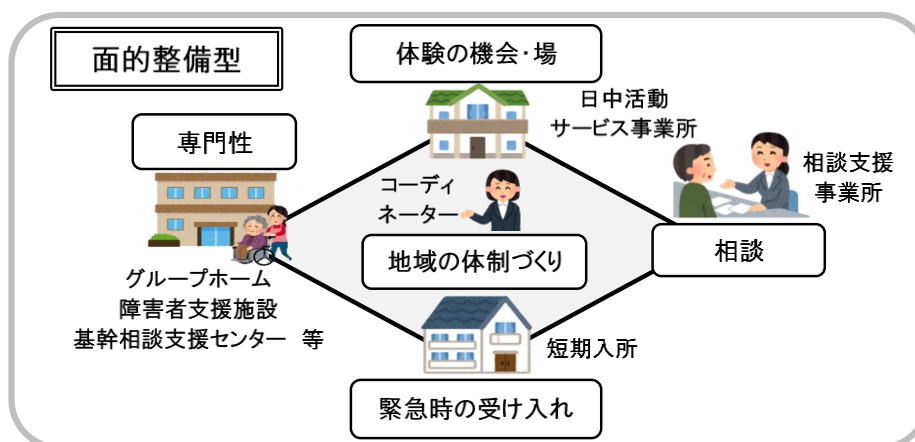 面的整備型
体験の機会・場
日中活動
サービス事業所
専門性
相談支援
事業所
コーディ
ネーター
地域の体制づくり
相談
グループホーム
障害者支援施設
基幹相談支援センター 等
短期入所
緊急時の受け入れ